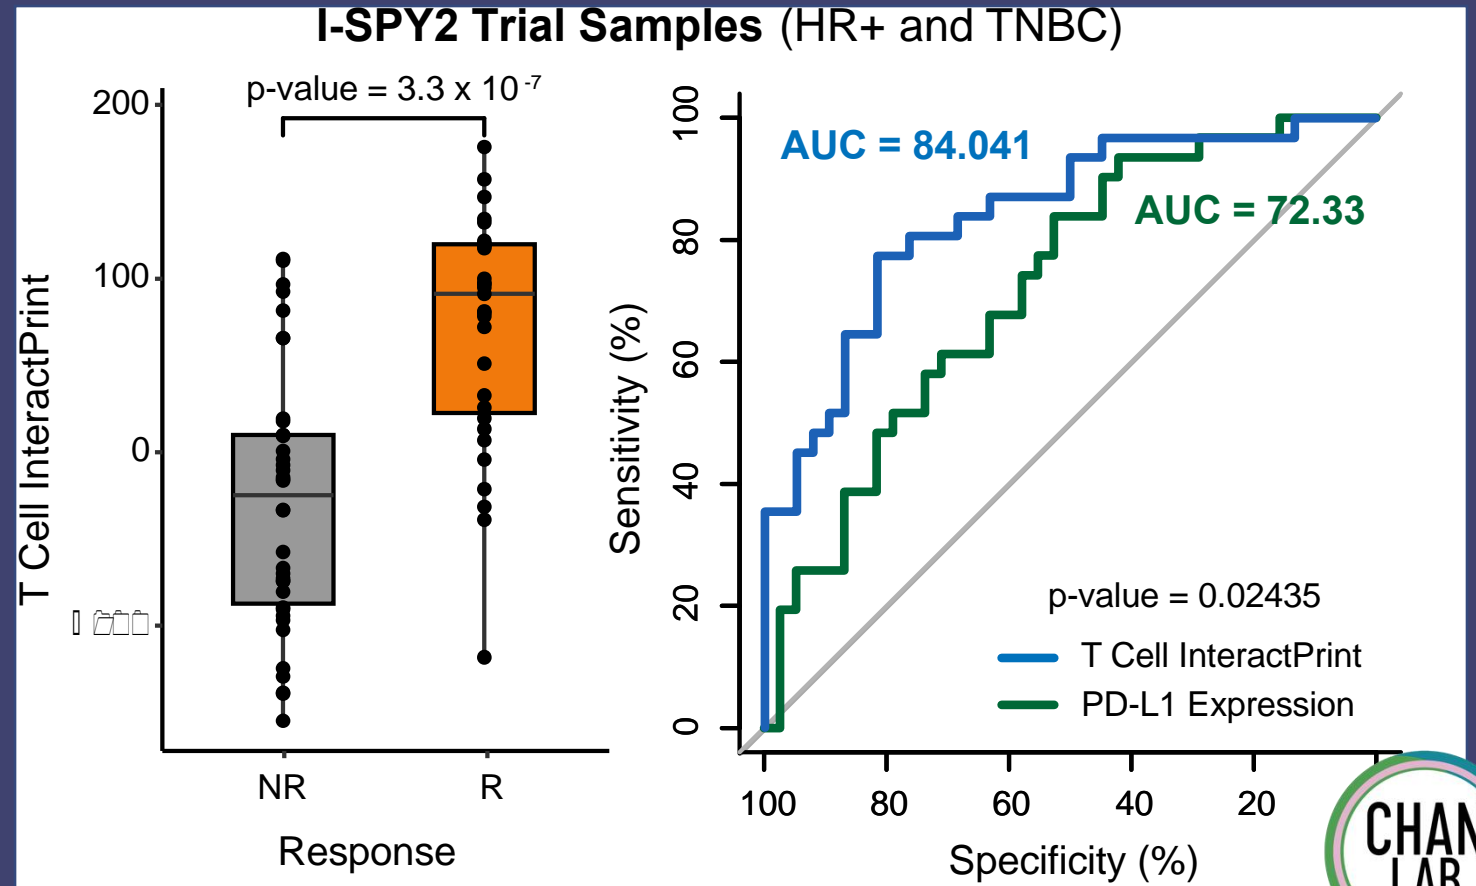 I-SPY2 Trial Samples (HR+ and TNBC)
p-value = 3.3 x 10 -7
200
100
0
T Cell InteractPrint
NR
R
Response
AUC = 84.041
AUC = 72.33
100
80
60
40
20
0
Sensitivity (%)
p-value = 0.02435
T Cell InteractPrint
PD-L1 Expression
100
80
60
40
20
Specificity (%)
CHAN
LAB